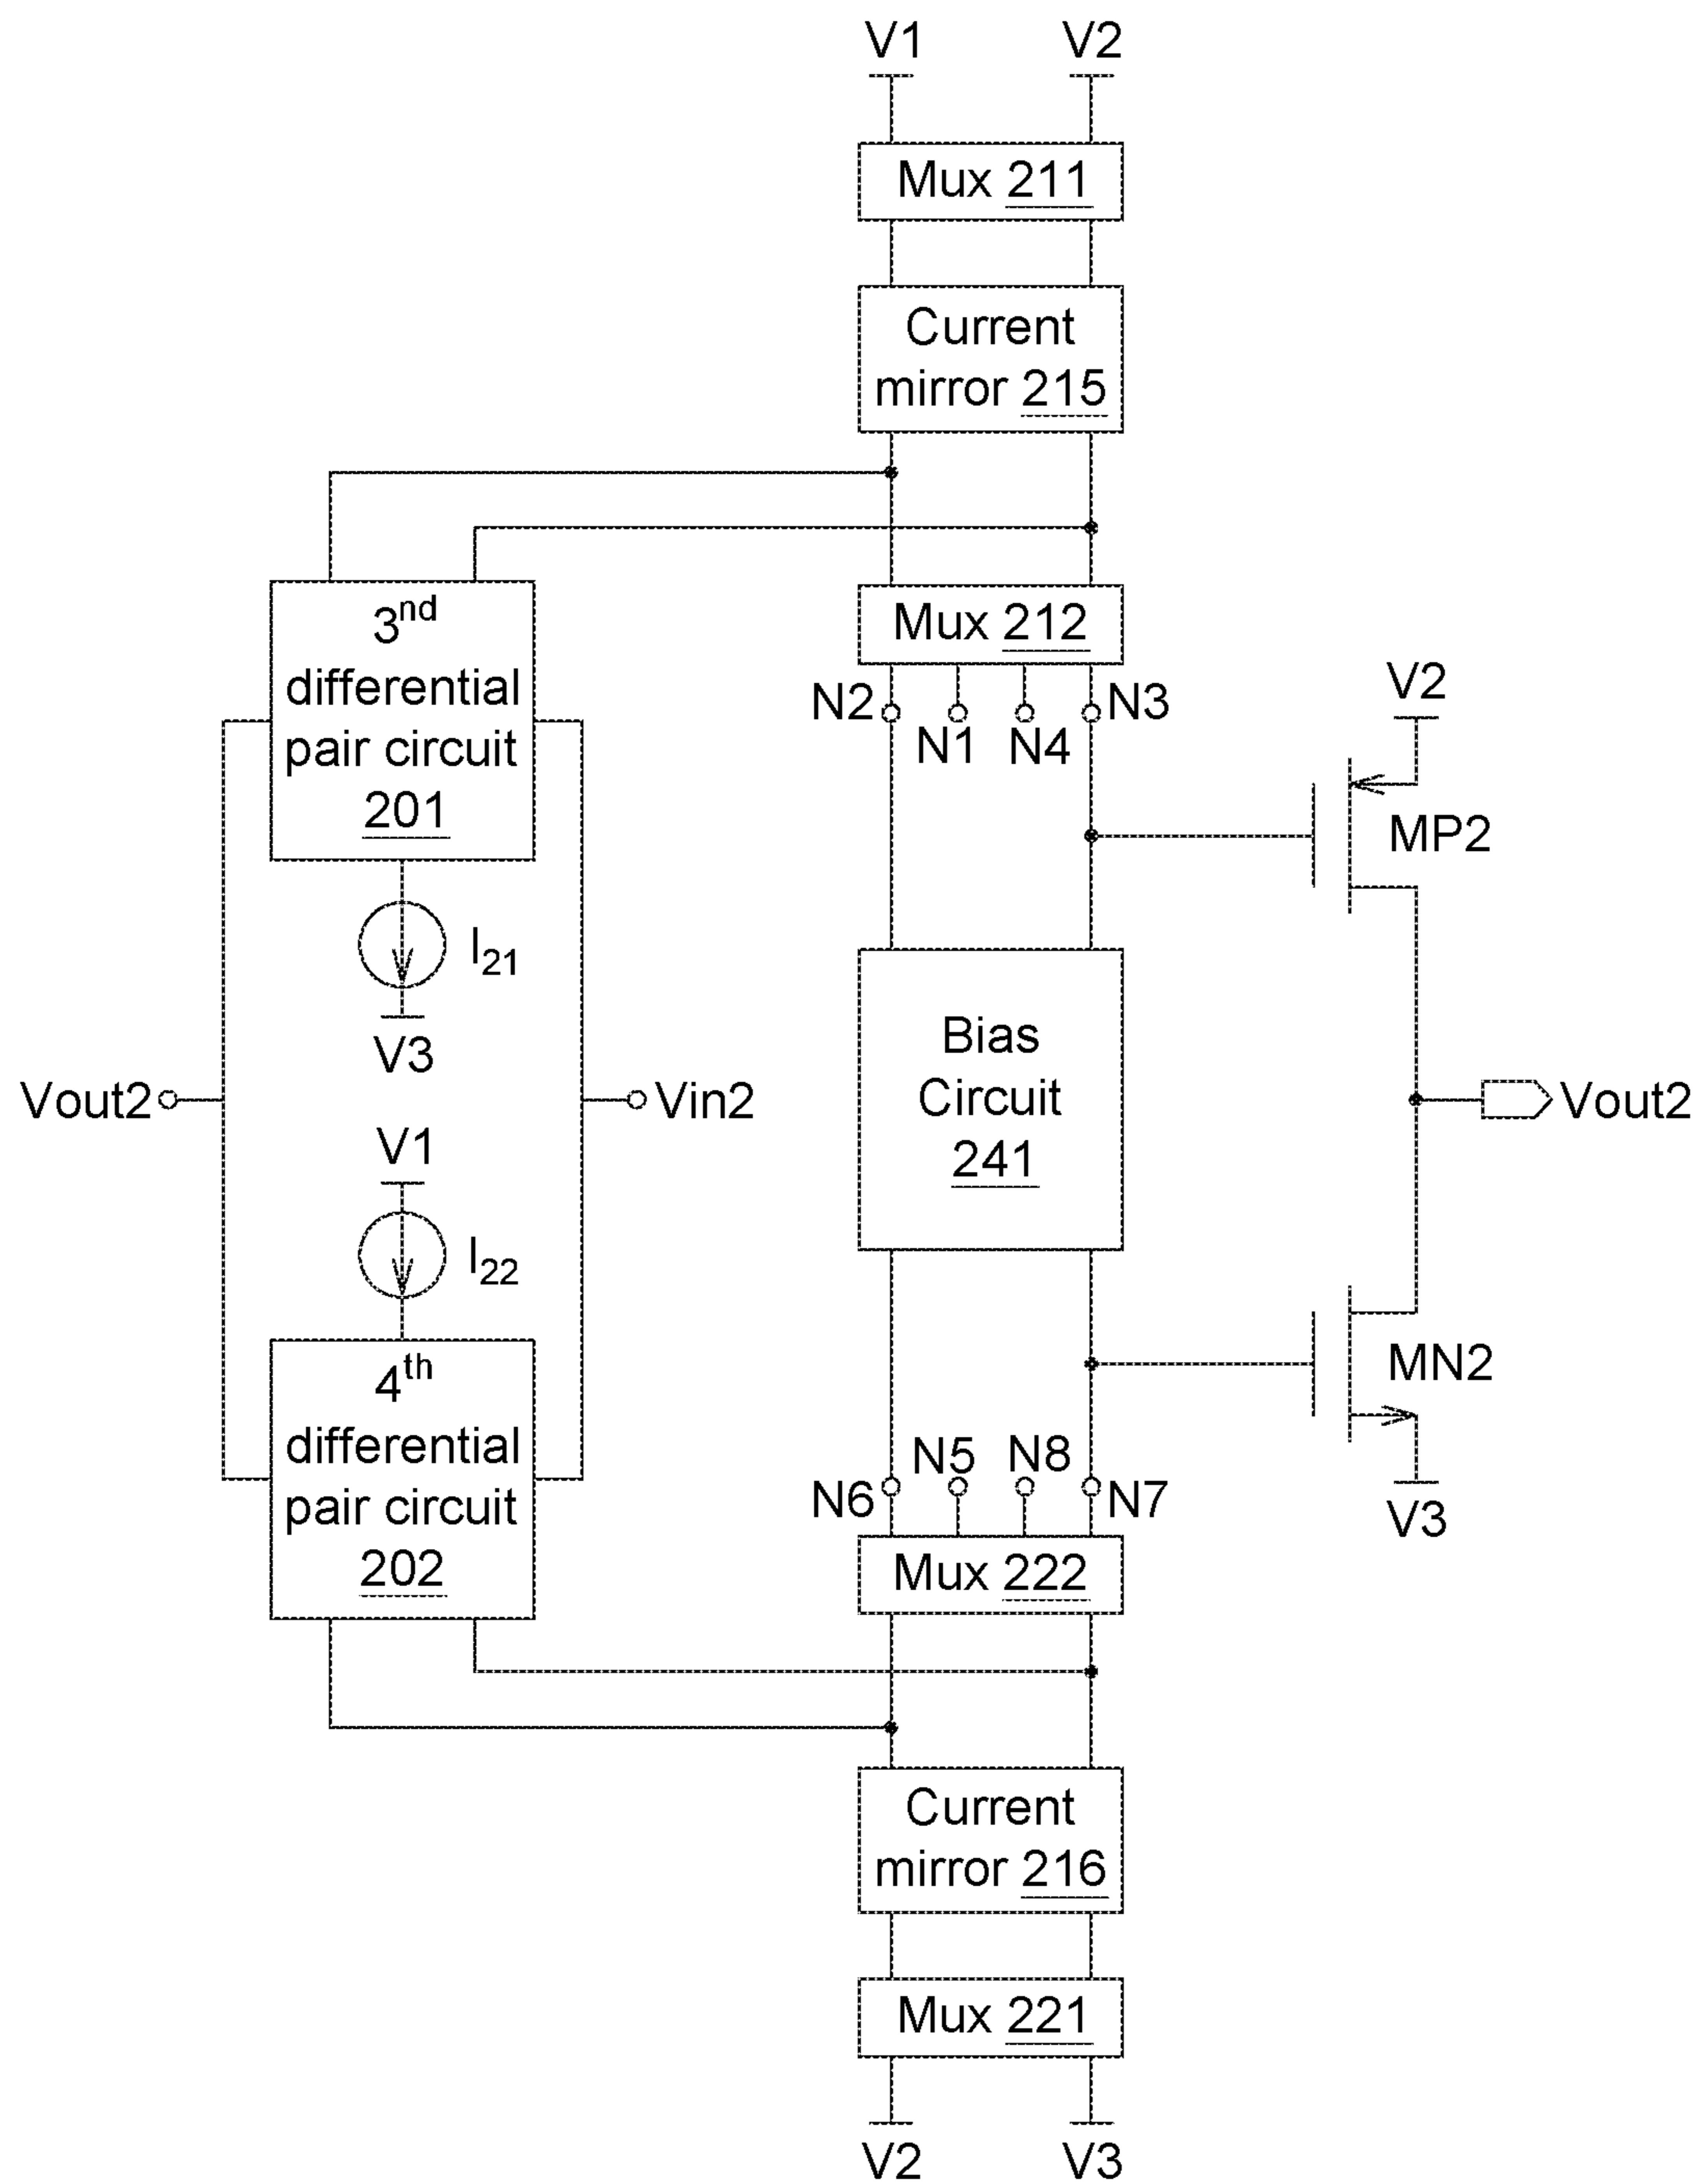 V1 V2
Mux 211
Current
mirror 215
3nd
differential
pair circuit
201
Mux 212
N2 N1 N4 N3
V2
MP2
I21
V3
Bias
Circuit
241
Vout2 Vin2 Vout2
V1
I22
4th
differential
pair circuit
202
MN2
N6 N5 N8 N7
V3
Mux 222
Current
mirror 216
Mux 221
V2 V3